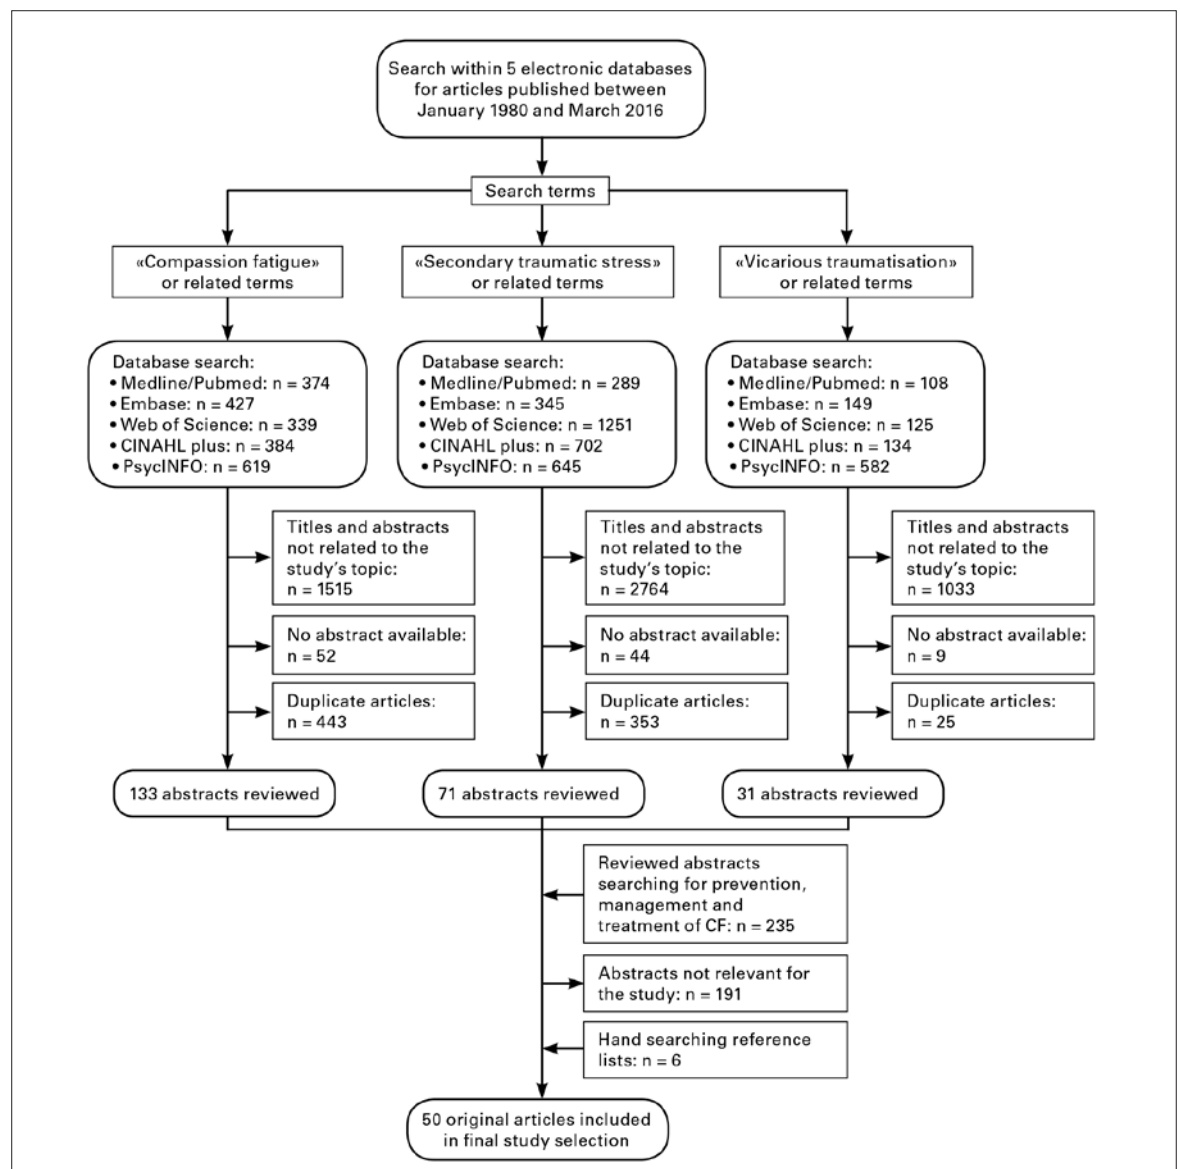 Search within 5 electronic databases
for articles published between
January 1980 and March 2016
Search terms
«Compassion fatigue»
or related terms
«Secondary traumatic stress»
or related terms
«Vicarious traumatisation»
or related terms
Database search:
• Medline/Pubmed: n = 374
• Embase: n = 427
• Web of Science: n = 339
• CINAHL plus: n = 384
• PsycINFO: n = 619
Database search:
• Medline/Pubmed: n = 289
• Embase: n = 345
• Web of Science: n = 1251
• CINAHL plus: n = 702
• PsycINFO: n = 645
Database search:
• Medline/Pubmed: n = 108
• Embase: n = 149
• Web of Science: n = 125
• CINAHL plus: n = 134
• PsycINFO: n = 582
Titles and abstracts
not related to the
study's topic:
n = 1515
Titles and abstracts
not related to the
study's topic:
n = 2764
Titles and abstracts
not related to the
study's topic:
n = 1033
No abstract available:
n = 52
No abstract available:
n = 44
No abstract available:
n = 9
Duplicate articles:
n = 443
Duplicate articles:
n = 353
Duplicate articles:
n = 25
133 abstracts reviewed
71 abstracts reviewed
31 abstracts reviewed
Reviewed abstracts
searching for prevention,
management and
treatment of CF: n = 235
Abstracts not relevant for
the study: n = 191
Hand searching reference
lists: n = 6
50 original articles included
in final study selection